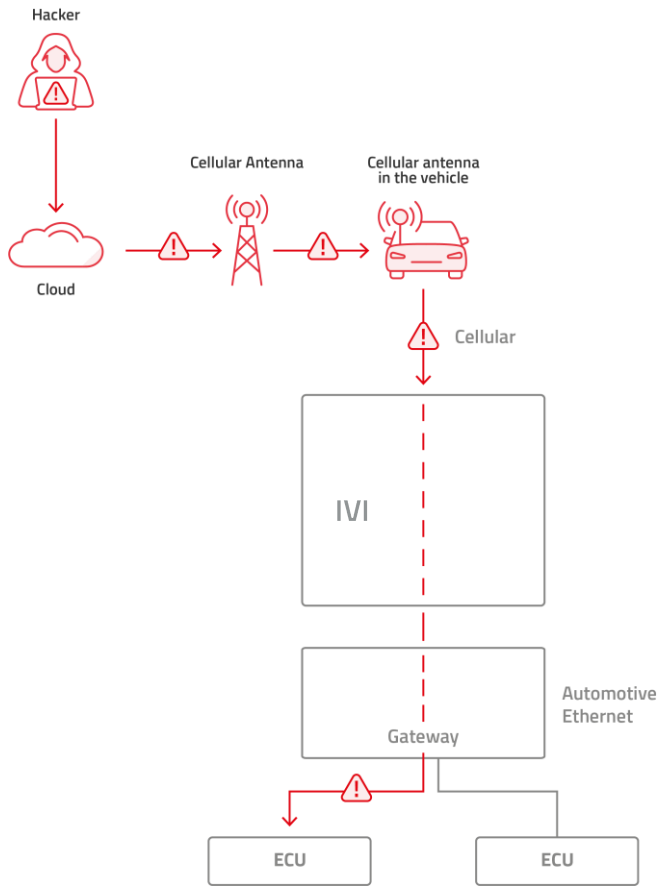 Hacker
Cellular Antenna
Cellular antenna
in the vehicle
Cloud
Cellular
IVI
Automotive
Ethernet
Gateway
ECU
ECU